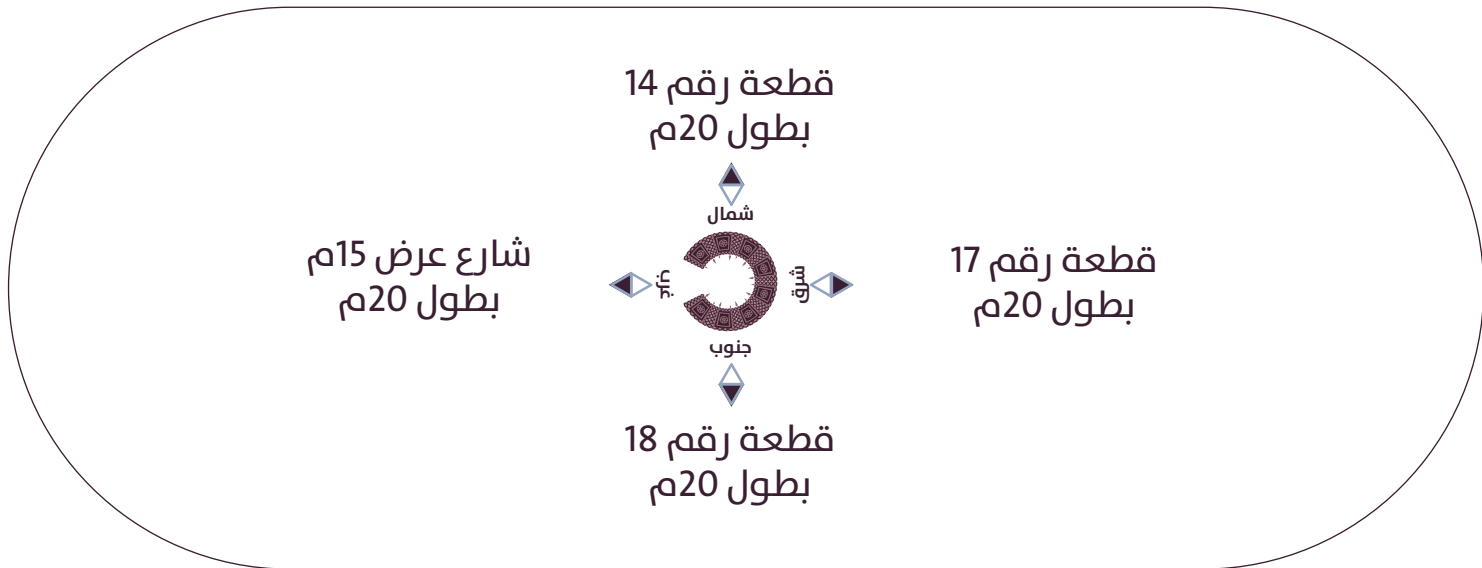 قطعة رقم 14
بطول 20م
شمال
قطعة رقم 17
بطول 20م
شرق
غرب
شارع عرض 15م
بطول 20م
جنوب
قطعة رقم 18
بطول 20م